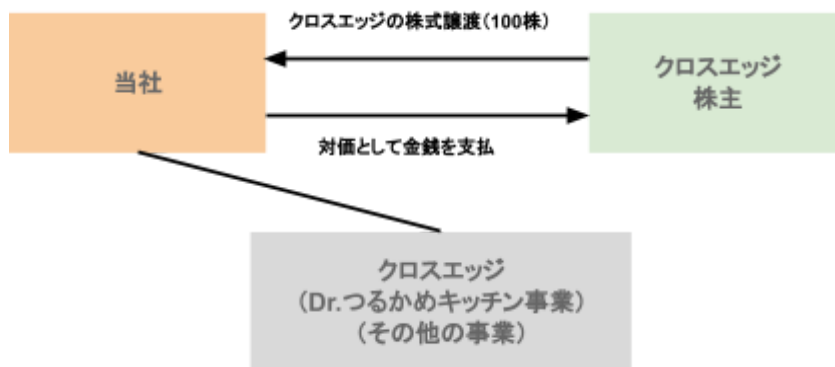 クロスエッジの株式譲渡（100株）
当社
クロスエッジ
株主
対価として金銭を支払
クロスエッジ
（Dr.つるかめキッチン事業）
（その他の事業）